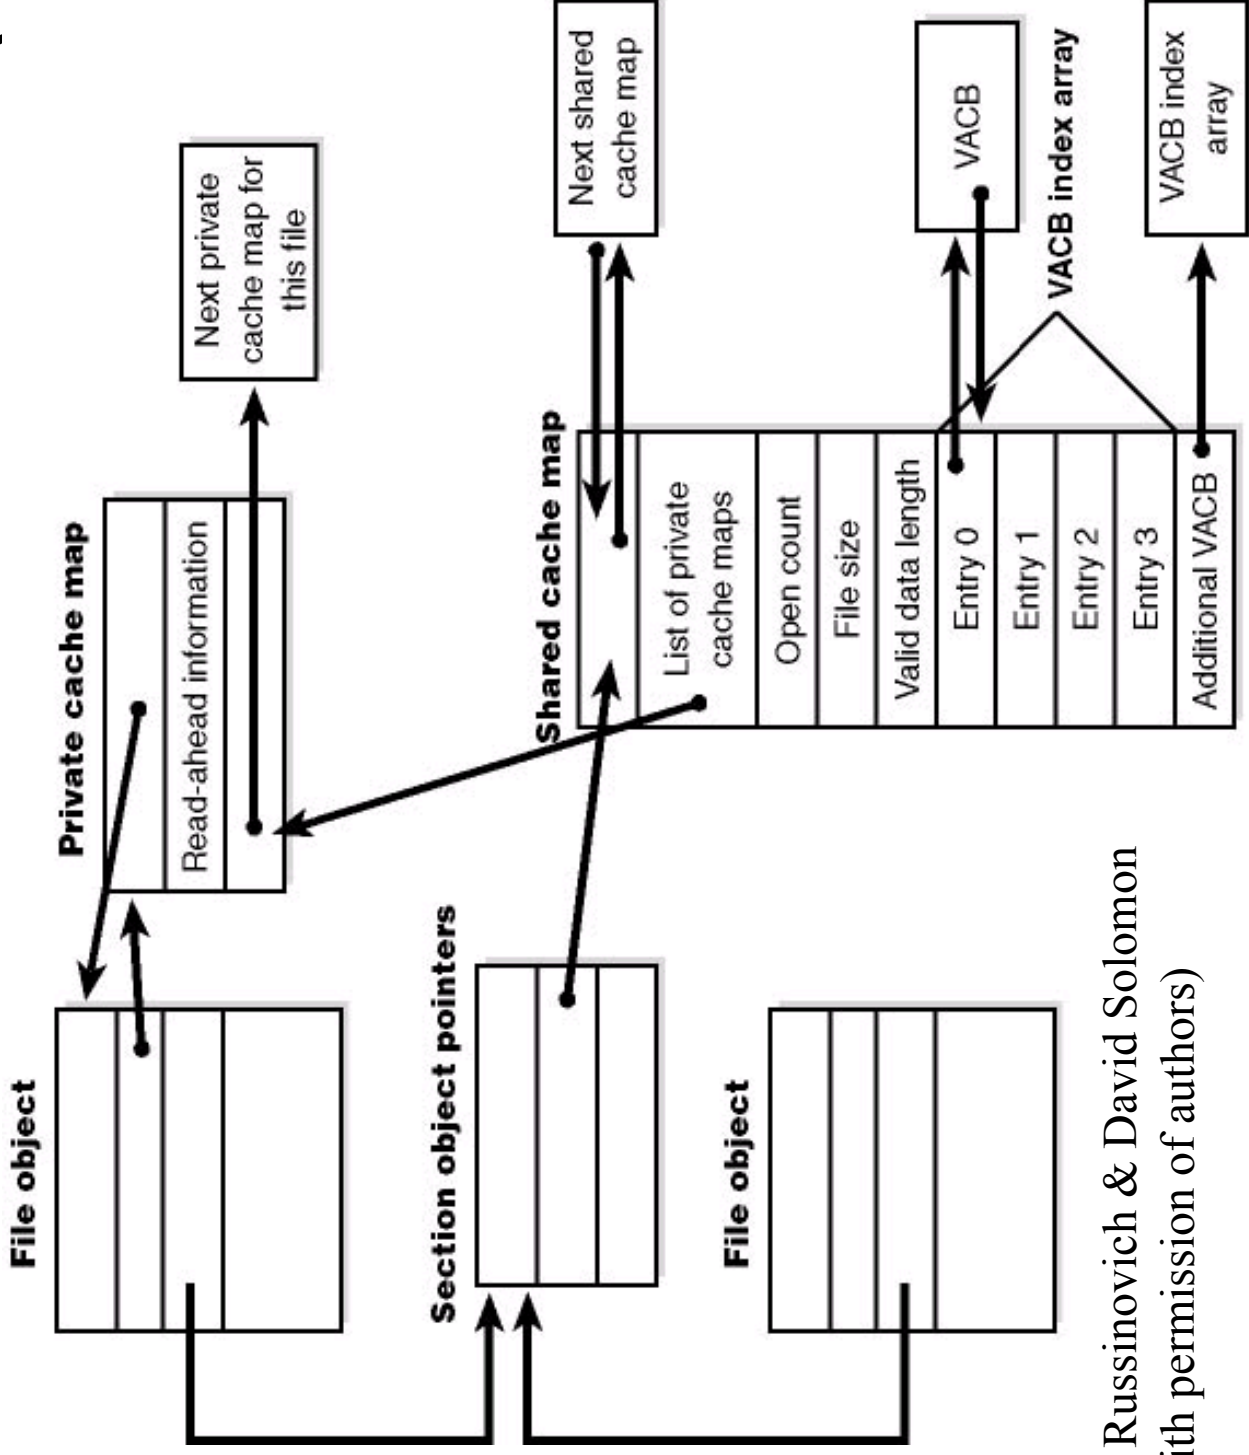 File object
Private cache map
Read-ahead information
Next private
cache map for
this file
Section object pointers
Shared cache map
Next shared
cache map
List of private
cache maps
Open count
File size
Valid data length
Entry 0
Entry 1
Entry 2
Entry 3
Additional VACB
VACB
VACB index array
VACB index
array
File object
Russinovich & David Solomon
ith permission of authors)